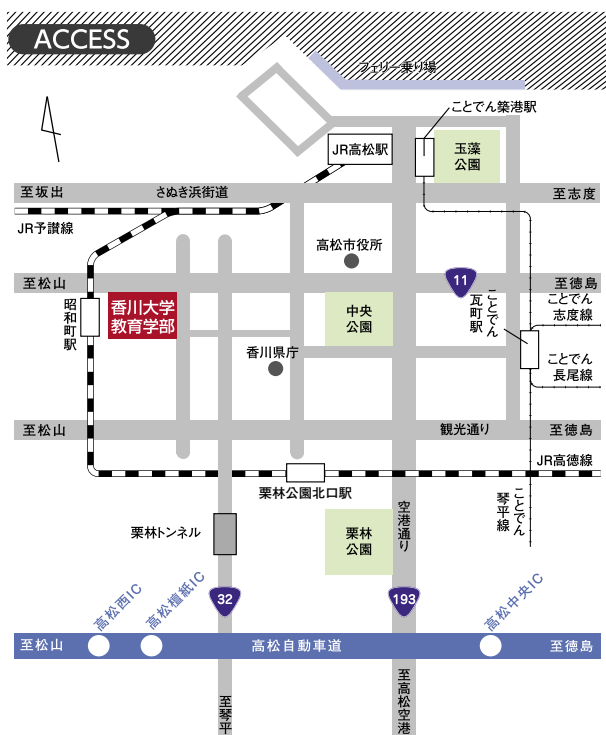 ACCESS
フェリー乗り場
ことでん築港駅
JR高松駅
玉藻
公園
至坂出
さぬき浜街道
至志度
JR予讃線
高松市役所
至松山
11
至徳島
昭和町駅
香川大学
教育学部
中央
公園
ことでん
瓦町駅
ことでん
志度線
香川県庁
ことでん
長尾線
至松山
観光通り
至徳島
JR高徳線
栗林公園北口駅
ことでん
琴平線
栗林トンネル
栗林
公園
空港通り
高松西IC
高松檀紙IC
32
193
高松中央IC
至松山
高松自動車道
至徳島
至琴平
至高松空港